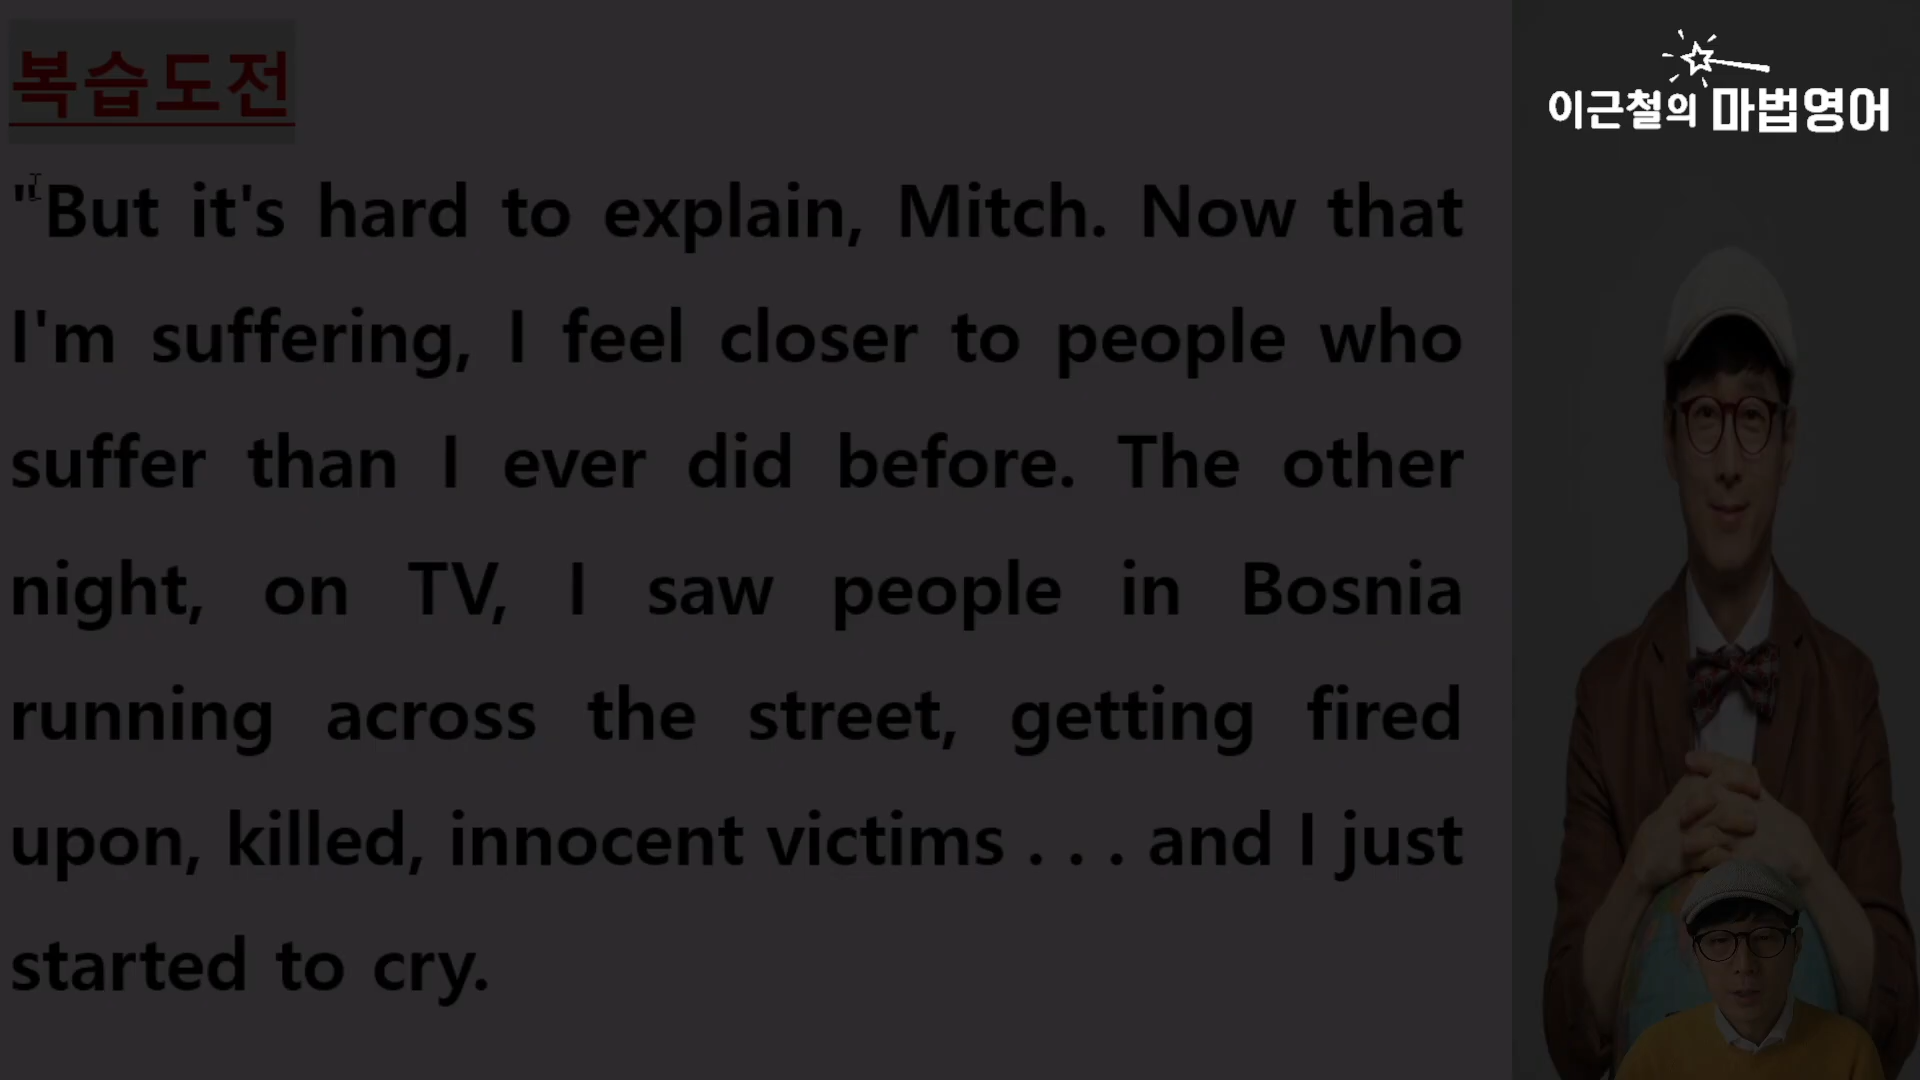 복습도전
이근철의 마법영어
"But it's hard to explain, Mitch. Now that
I'm suffering, I feel closer to people who
suffer than I ever did before. The other
night, on TV, I saw people in Bosnia
running across the street, getting fired
upon, killed, innocent victims . . . and I just
started to cry.